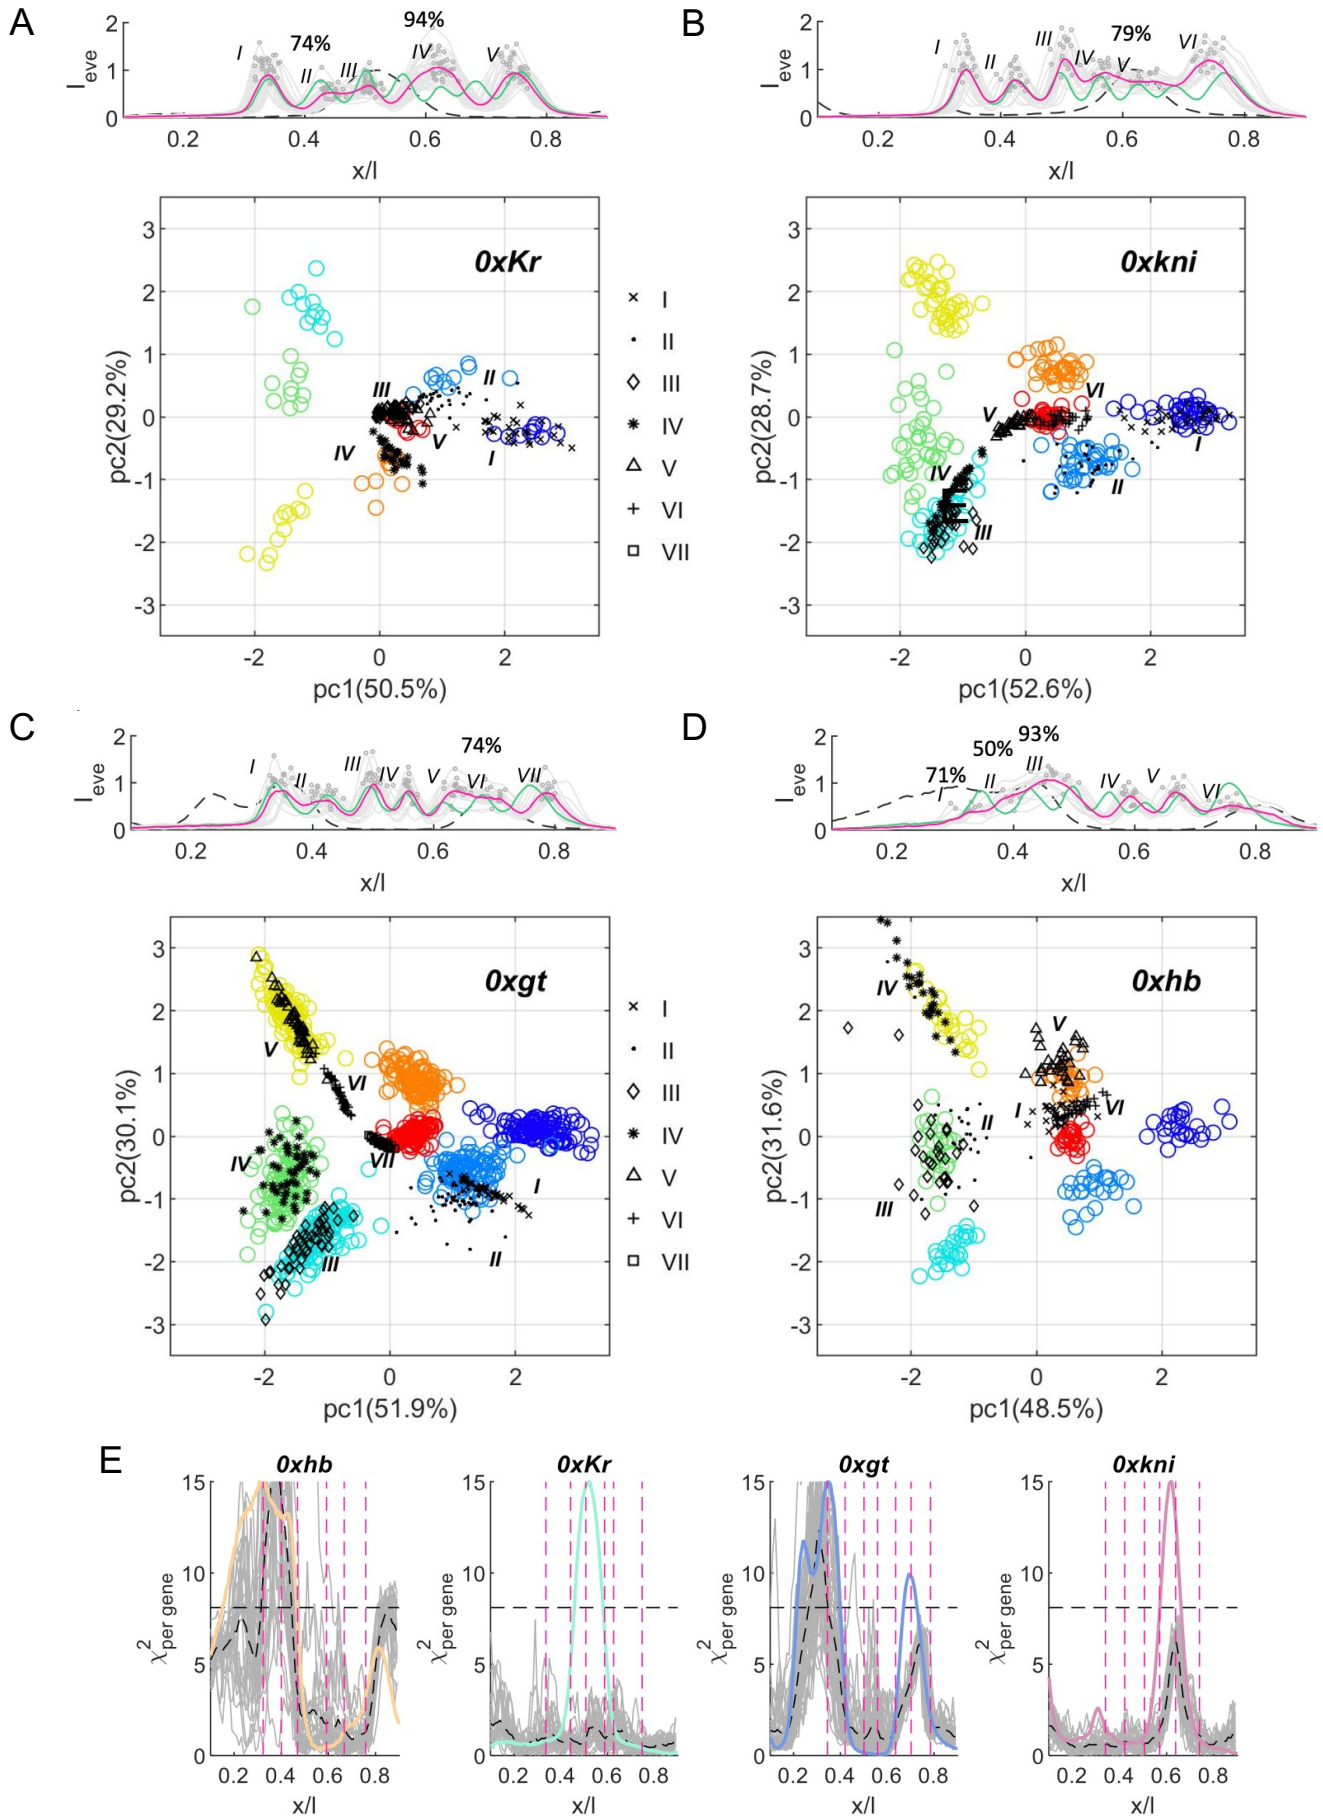 A
94%
74%
I
II
III
IV
V
I_eve
2
1
0
0.2
0.4
0.6
0.8
x/l
B
79%
I
II
III
IV
V
VI
I_eve
2
1
0
0.2
0.4
0.6
0.8
x/l
0xKr
3
2
1
0
-1
-2
-3
-2
0
2
pc2(29.2%)
pc1(50.5%)
III
II
IV
V
I
I
II
III
IV
V
VI
VII
0xkni
3
2
1
0
-1
-2
-3
-2
0
2
pc2(28.7%)
pc1(52.6%)
VI
V
I
IV
II
III
C
74%
I
II
III
IV
V
VI
VII
I_eve
2
1
0
0.2
0.4
0.6
0.8
x/l
D
93%
50%
71%
I
II
III
IV
V
VI
I_eve
2
1
0
0.2
0.4
0.6
0.8
x/l
0xgt
3
2
1
0
-1
-2
-3
-2
0
2
pc2(30.1%)
pc1(51.9%)
V
VI
VII
IV
I
III
II
I
II
III
IV
V
VI
VII
0xhb
3
2
1
0
-1
-2
-3
-2
0
2
pc2(31.6%)
pc1(48.5%)
IV
V
I
VI
II
III
E
0xhb
15
10
5
0
χ² per gene
0.2 0.4 0.6 0.8
x/l
0xKr
15
10
5
0
χ² per gene
0.2 0.4 0.6 0.8
x/l
0xgt
15
10
5
0
χ² per gene
0.2 0.4 0.6 0.8
x/l
0xkni
15
10
5
0
χ² per gene
0.2 0.4 0.6 0.8
x/l